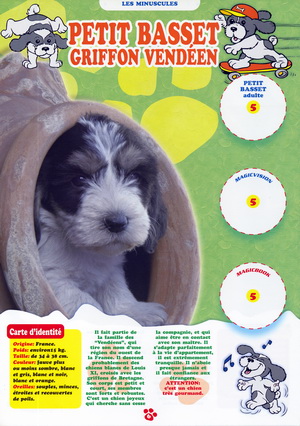 LES MINUSCULES
PETIT BASSET
GRIFFON VENDÉEN
PETIT
BASSET
adulte
5
MAGICVISION
5
MAGICBOOK
5
Carte d'identité
Origine: France.
Poids: environ15 kg.
Taille: de 34 à 38 cm.
Couleur: fauve plus
ou moins sombre, blanc
et gris, blanc et noir,
blanc et orange.
Oreilles: souples, minces,
étroites et recouvertes
de poils.
Il fait partie de
la famille des
"Vendéens", qui
tire son nom d'une
région du ouest de
la France. Il descend
probablement des
chiens blancs de Louis
XI, croisés avec les
griffons de Bretagne.
Son corps est petit et
court, ses membres
sont forts et robustes.
C'est un chien joyeux
qui cherche sans cesse
la compagnie, et qui
aime être en contact
avec son maître. Il
s'adapte parfaitement
à la vie d'appartement,
il est extrêmement
tranquille. Il n'aboie
presque jamais et
il fait confiance aux
étrangers.
ATTENTION:
c'est un chien
très gourmand.